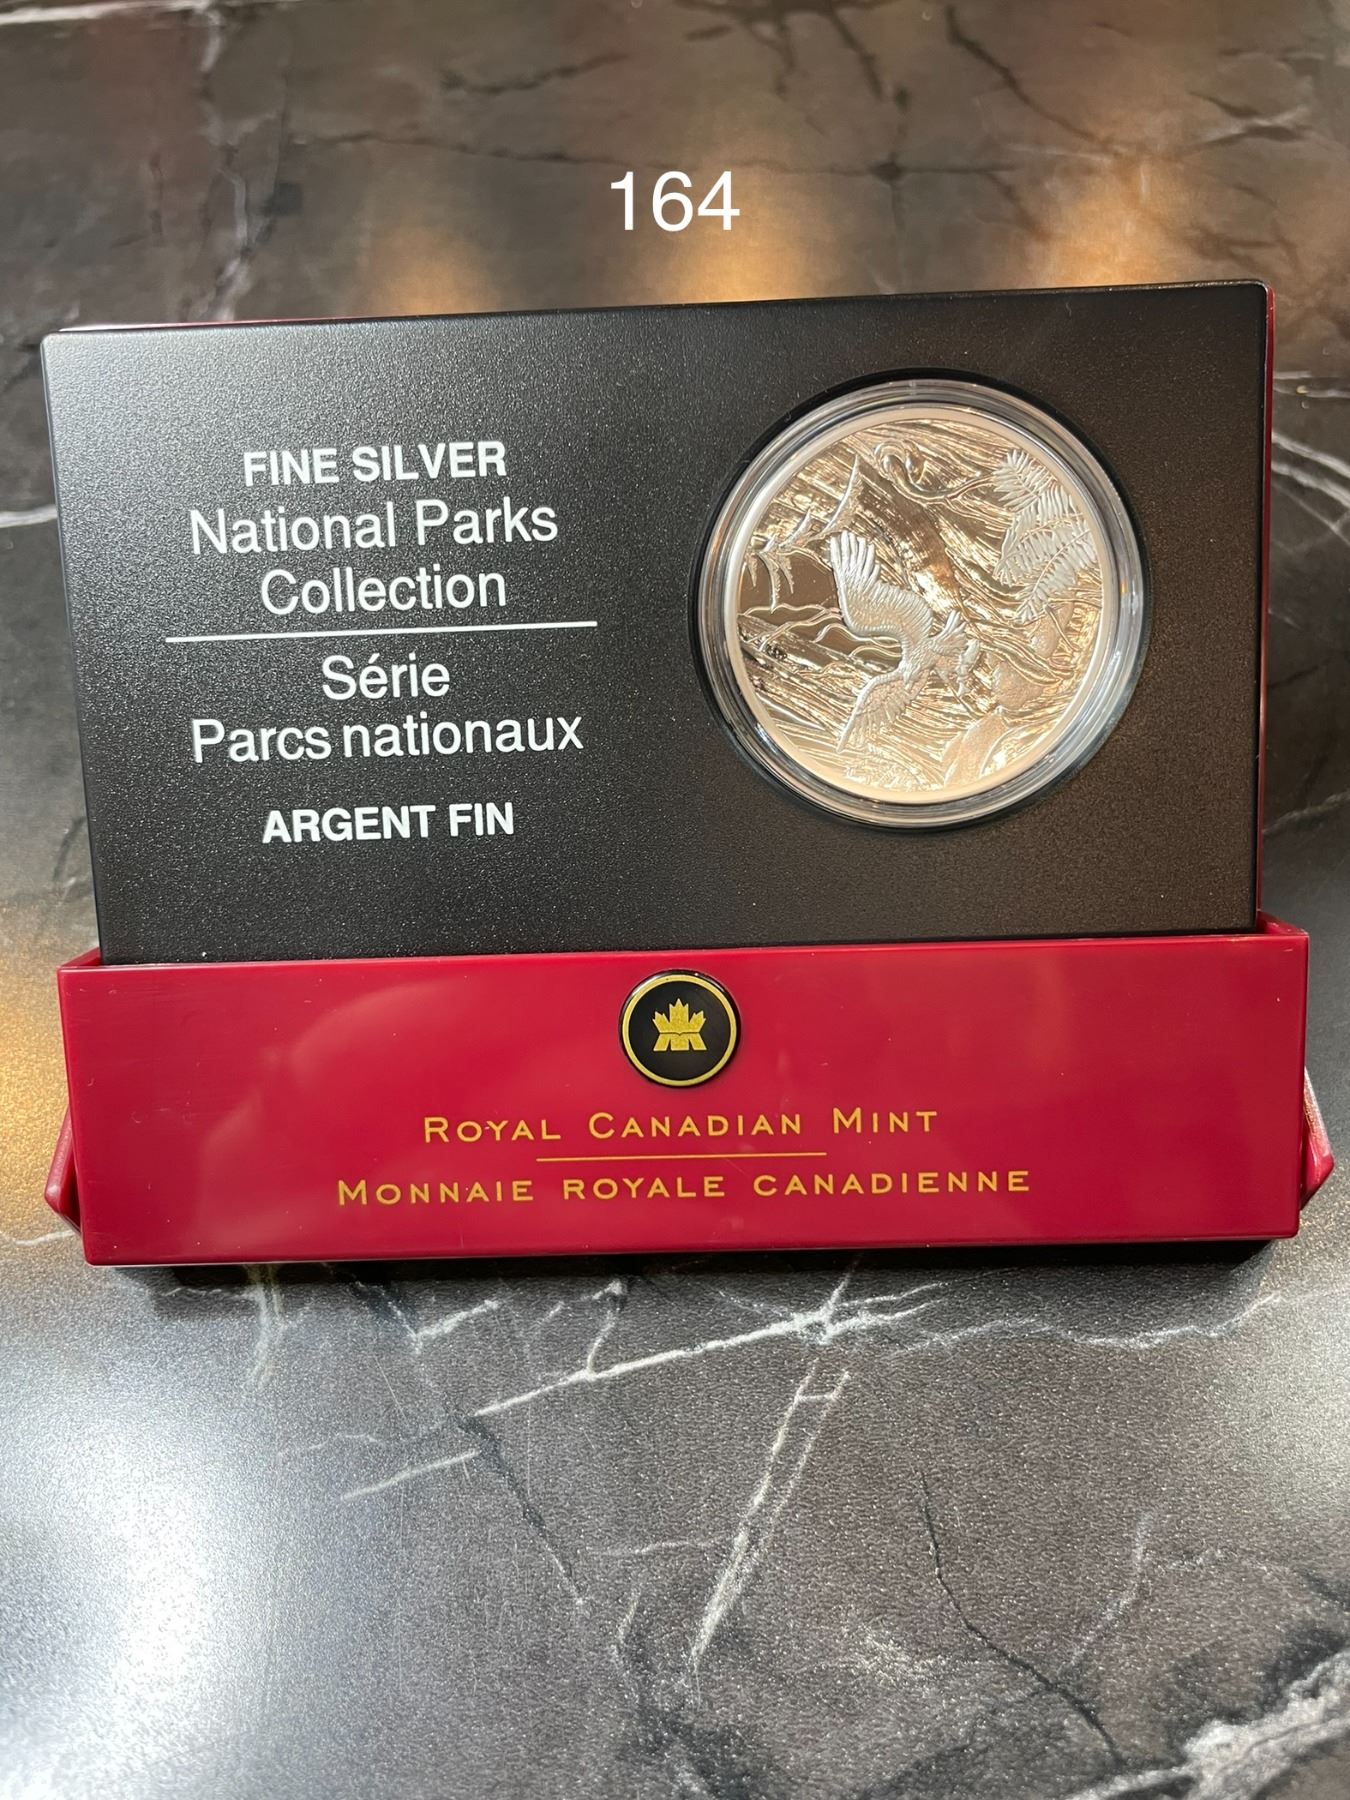 164
FINE SILVER
National Parks
Collection
Série
Parcs nationaux
ARGENT FIN
ROYAL CANADIAN MINT
MONNAIE ROYALE CANADIENNE